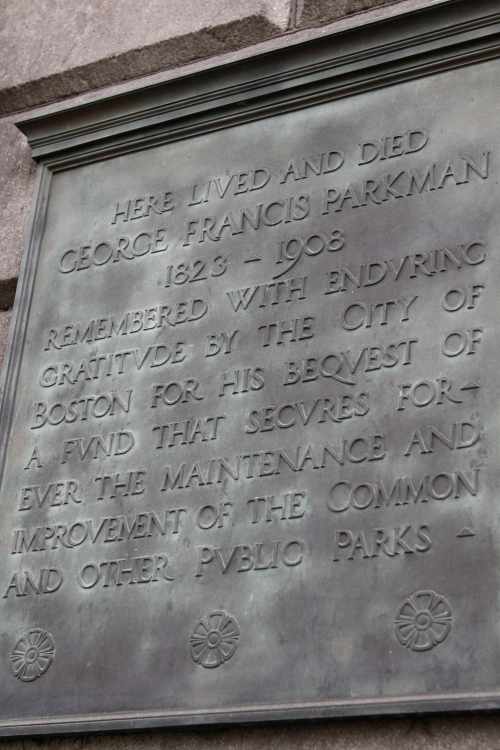 HERE LIVED AND DIED
GEORGE FRANCIS PARKMAN
1823 – 1908
REMEMBERED WITH ENDVRING
GRATITVDE BY THE CITY OF
BOSTON FOR HIS BEQVEST OF
A FVND THAT SECVRES FOR–
EVER THE MAINTENANCE AND
IMPROVEMENT OF THE COMMON
AND OTHER PVBLIC PARKS